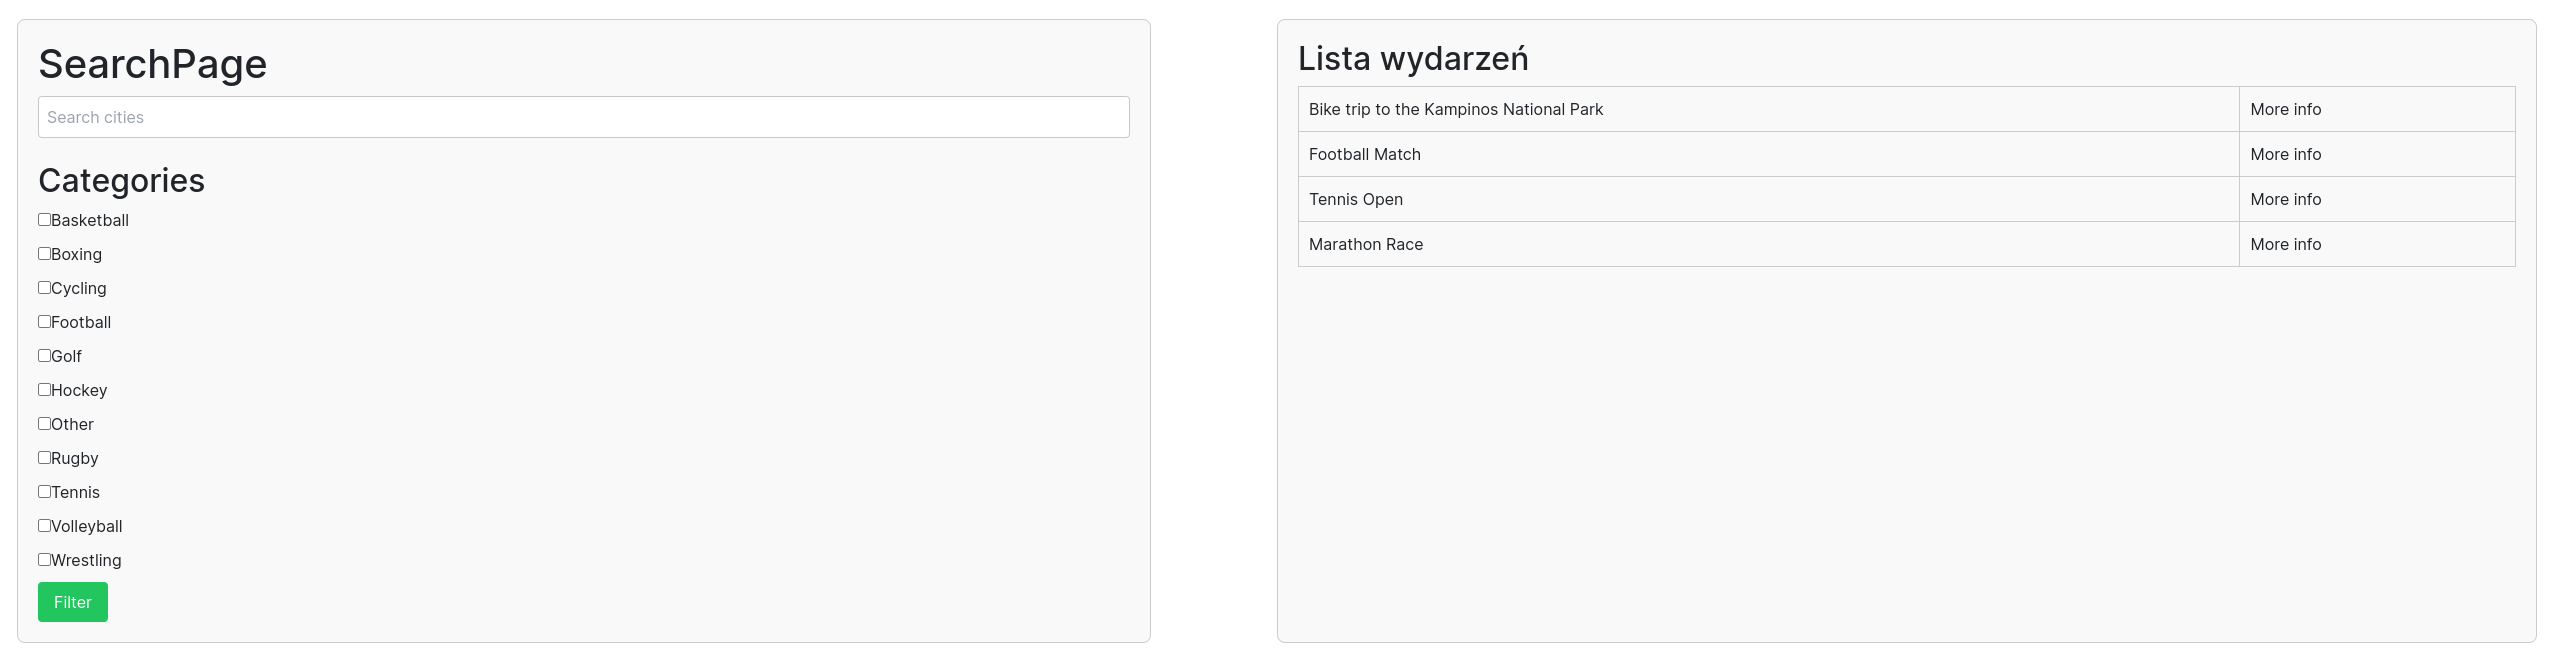 SearchPage
Search cities
Categories
Basketball
Boxing
Cycling
Football
Golf
Hockey
Other
Rugby
Tennis
Volleyball
Wrestling
Filter
Lista wydarzeń
Bike trip to the Kampinos National Park More info
Football Match More info
Tennis Open More info
Marathon Race More info